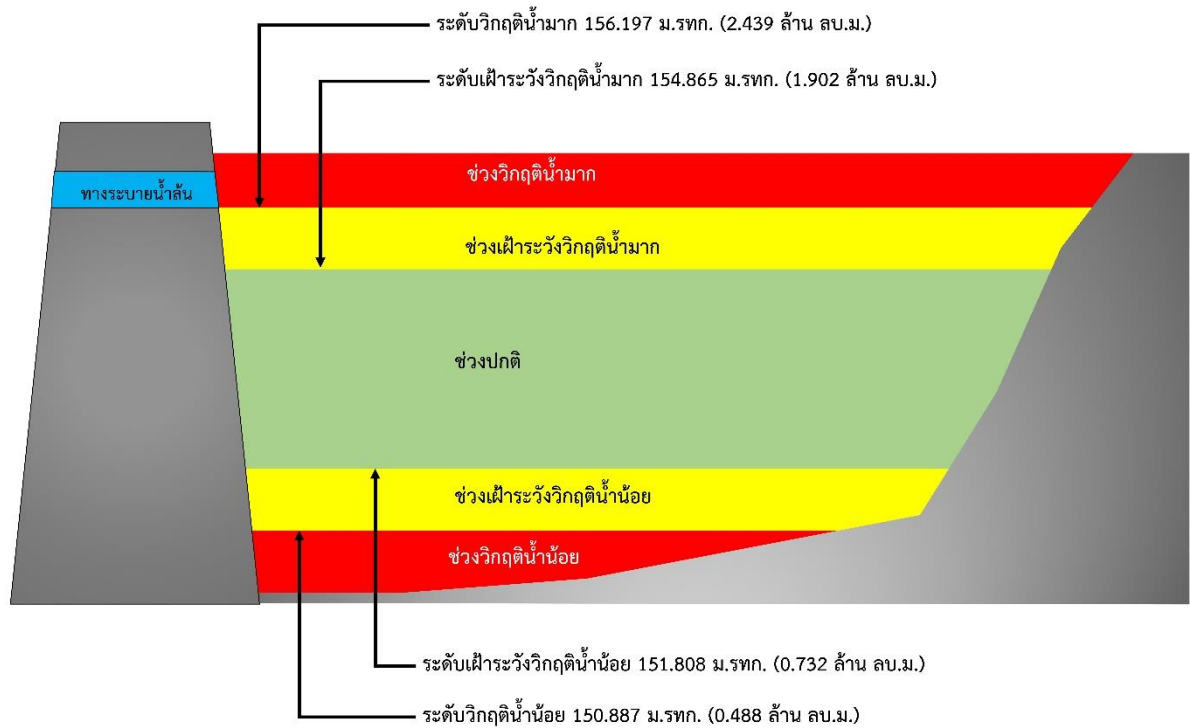 ระดับวิกฤติน้ำมาก 156.197 ม.รทก. (2.439 ล้าน ลบ.ม.)
ระดับเฝ้าระวังวิกฤติน้ำมาก 154.865 ม.รทก. (1.902 ล้าน ลบ.ม.)
ช่วงวิกฤติน้ำมาก
ทางระบายน้ำล้น
ช่วงเฝ้าระวังวิกฤติน้ำมาก
ช่วงปกติ
ช่วงเฝ้าระวังวิกฤติน้ำน้อย
ช่วงวิกฤติน้ำน้อย
ระดับเฝ้าระวังวิกฤติน้ำน้อย 151.808 ม.รทก. (0.732 ล้าน ลบ.ม.)
ระดับวิกฤติน้ำน้อย 150.887 ม.รทก. (0.488 ล้าน ลบ.ม.)